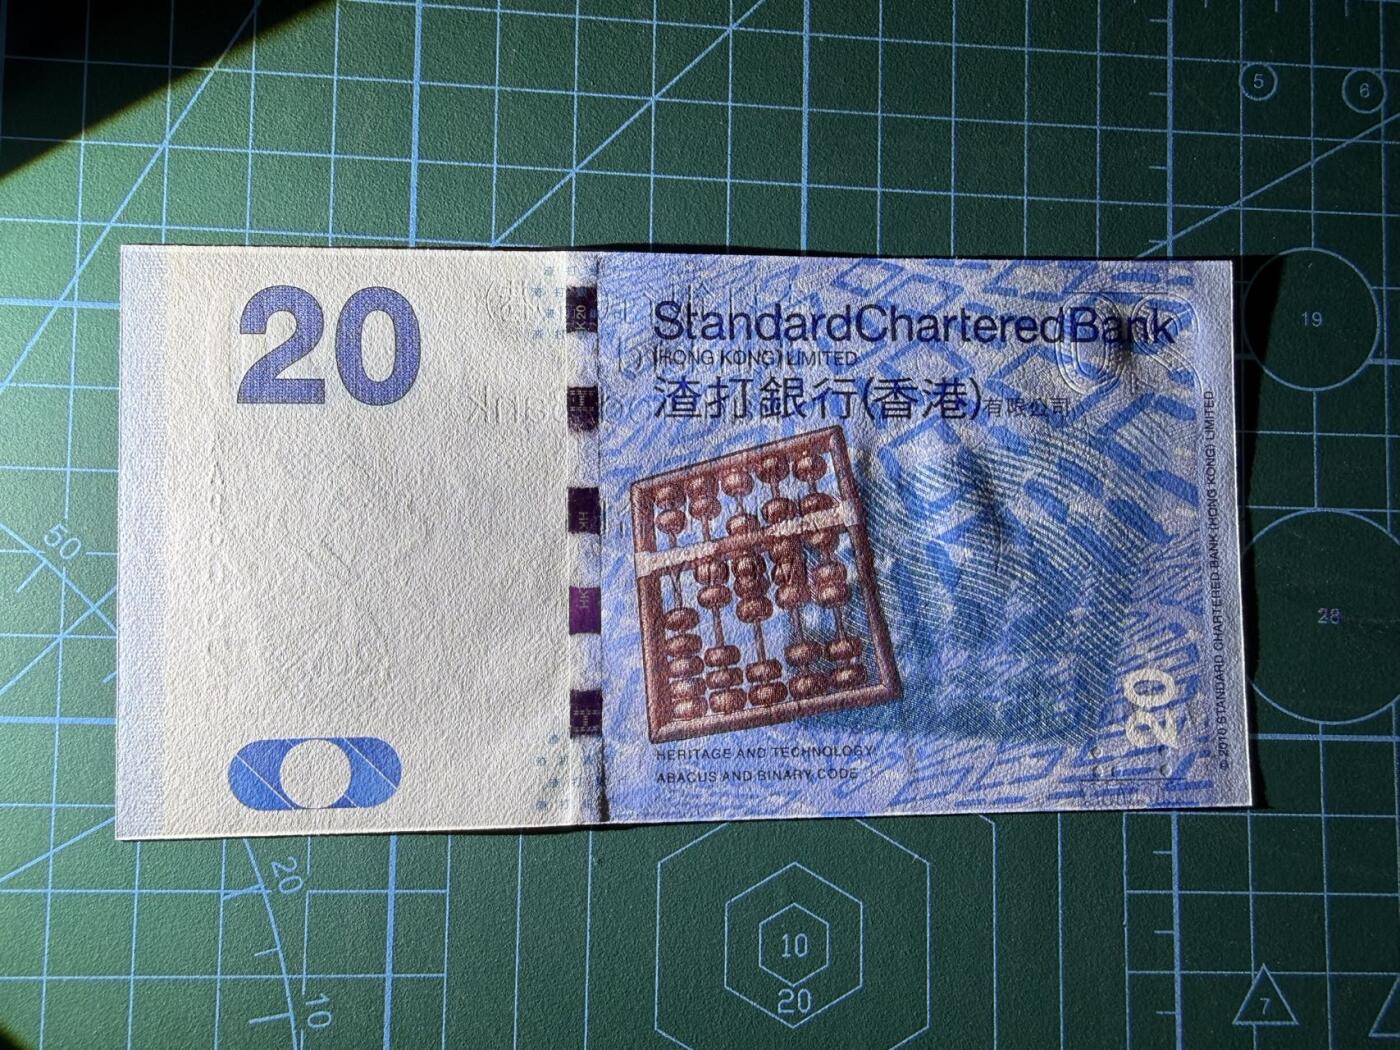 20
StandardCharteredBank
(HONG KONG) LIMITED
渣打銀行(香港)有限公司
HERITAGE AND TECHNOLOGY
ABACUS AND BINARY CODE
20
© 2010 STANDARD CHARTERED BANK (HONG KONG) LIMITED
5
6
19
28
50
20
10
10
20
7